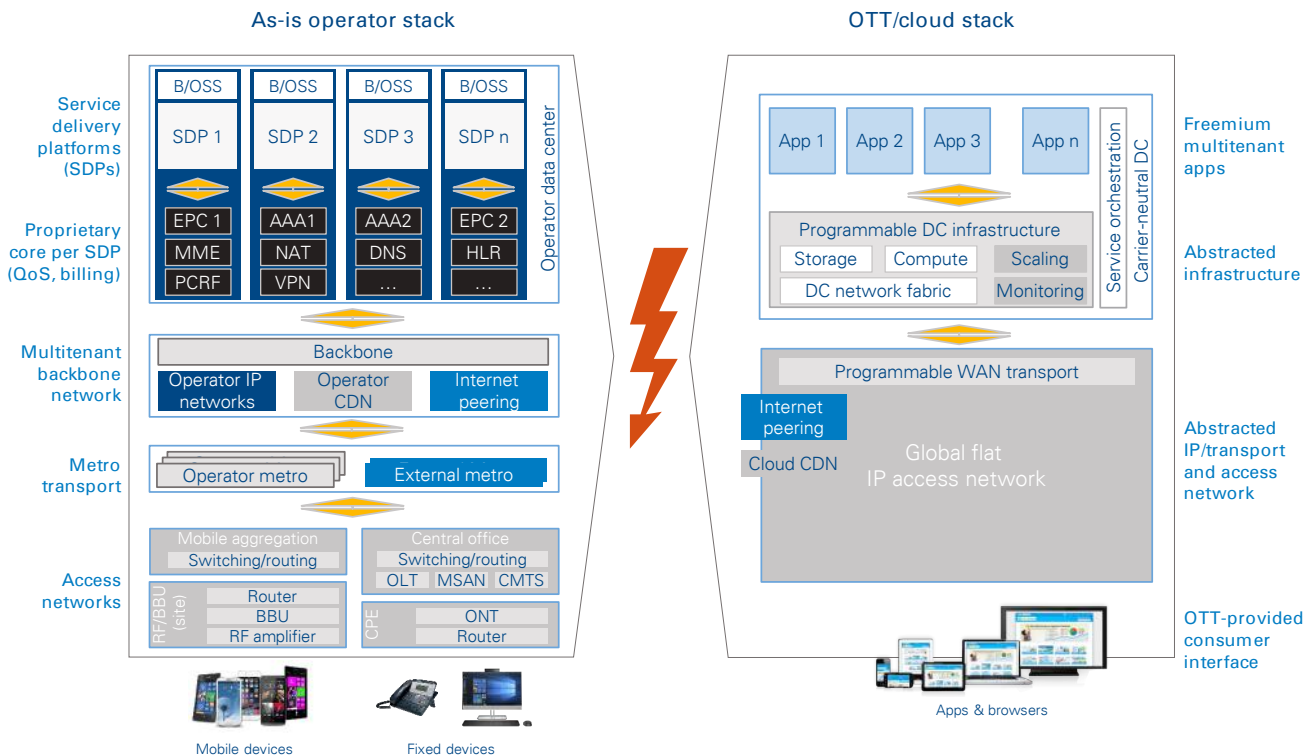 As-is operator stack
OTT/cloud stack
Service
delivery
platforms
(SDPs)
Proprietary
core per SDP
(QoS, billing)
Multitenant
backbone
network
Metro
transport
Access
networks
B/OSS
B/OSS
B/OSS
B/OSS
SDP 1
SDP 2
SDP 3
SDP n
EPC 1
AAA1
AAA2
EPC 2
MME
NAT
DNS
HLR
PCRF
VPN
...
...
Operator data center
Backbone
Operator IP
networks
Operator
CDN
Internet
peering
Operator metro
External metro
Mobile aggregation
Switching/routing
Central office
Switching/routing
OLT
MSAN
CMTS
RF/BBU
(site)
Router
BBU
RF amplifier
CPE
ONT
Router
Mobile devices
Fixed devices
App 1
App 2
App 3
App n
Service orchestration
Carrier-neutral DC
Programmable DC infrastructure
Storage
Compute
Scaling
DC network fabric
Monitoring
Programmable WAN transport
Internet
peering
Cloud CDN
Global flat
IP access network
Apps & browsers
Freemium
multitenant
apps
Abstracted
infrastructure
Abstracted
IP/transport
and access
network
OTT-provided
consumer
interface